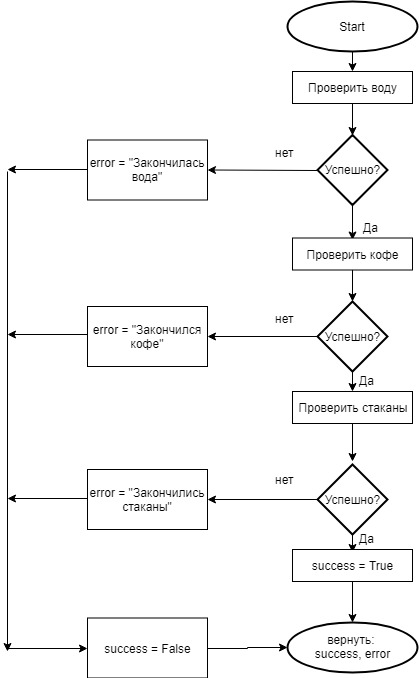 Start
Проверить воду
нет
Успешно?
error = "Закончилась
вода"
Да
Проверить кофе
нет
Успешно?
error = "Закончился
кофе"
Да
Проверить стаканы
нет
Успешно?
error = "Закончились
стаканы"
Да
success = True
success = False
вернуть:
success, error